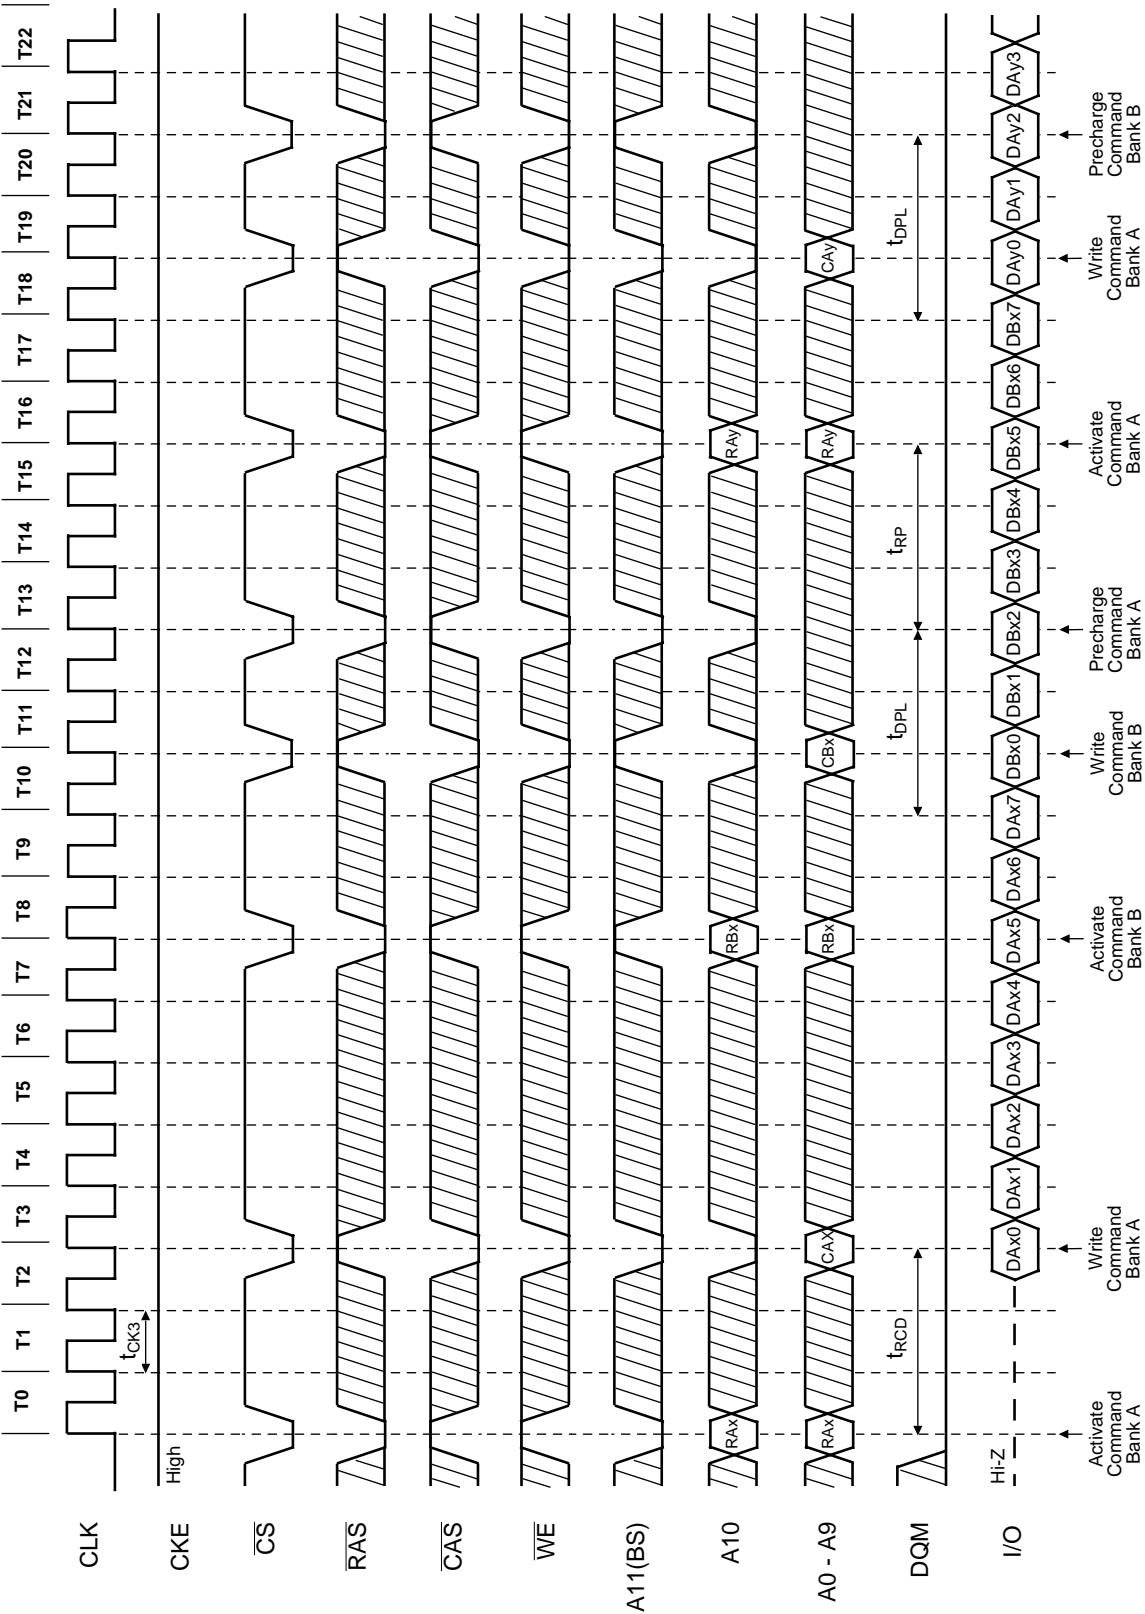 T0 T1 T2 T3 T4 T5 T6 T7 T8 T9 T10 T11 T12 T13 T14 T15 T16 T17 T18 T19 T20 T21 T22
CLK
tCK3
CKE
High
CS
RAS
CAS
WE
A11(BS)
A10
RAx RBx RAy
A0 - A9
RAx CAX RBx CBx RAy CAy
DQM
tRCD tDPL tRP tDPL
I/O
Hi-Z
DAx0 DAx1 DAx2 DAx3 DAx4 DAx5 DAx6 DAx7 DBx0 DBx1 DBx2 DBx3 DBx4 DBx5 DBx6 DBx7 DAy0 DAy1 DAy2 DAy3
Activate
Command
Bank A
Write
Command
Bank A
Activate
Command
Bank B
Write
Command
Bank B
Precharge
Command
Bank A
Activate
Command
Bank A
Write
Command
Bank A
Precharge
Command
Bank B